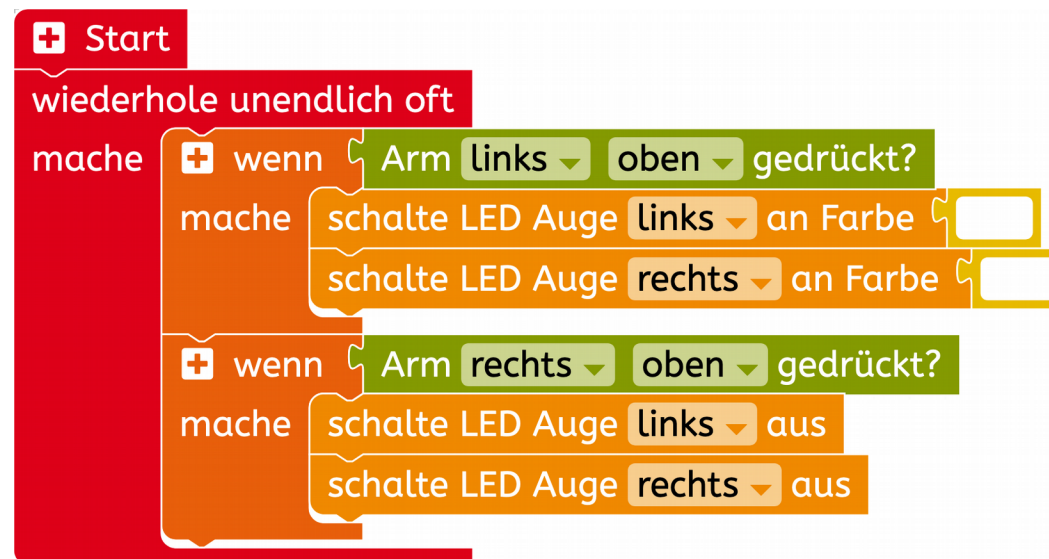 Start
wiederhole unendlich oft
mache wenn Arm links oben gedrückt?
mache schalte LED Auge links an Farbe
schalte LED Auge rechts an Farbe
wenn Arm rechts oben gedrückt?
mache schalte LED Auge links aus
schalte LED Auge rechts aus